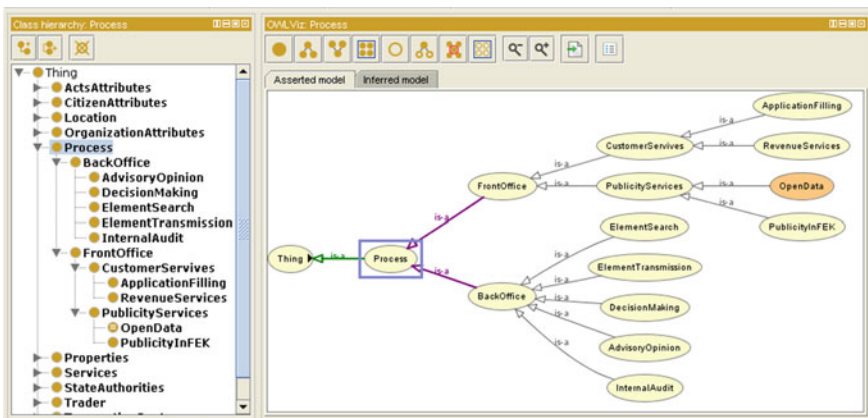 Class hierarchy: Process
Thing
ActsAttributes
CitizenAttributes
Location
OrganizationAttributes
Process
BackOffice
AdvisoryOpinion
DecisionMaking
ElementSearch
ElementTransmission
InternalAudit
FrontOffice
CustomerServives
ApplicationFilling
RevenueServices
PublicityServices
OpenData
PublicityInFEK
Properties
Services
StateAuthorities
Trader
OWLViz: Process
Asserted model
Inferred model
ApplicationFilling
is-a
CustomerServives
is-a
RevenueServices
is-a
FrontOffice
is-a
PublicityServices
is-a
OpenData
is-a
PublicityInFEK
is-a
ElementSearch
is-a
Thing
is-a
Process
ElementTransmission
is-a
is-a
BackOffice
is-a
DecisionMaking
is-a
AdvisoryOpinion
is-a
InternalAudit